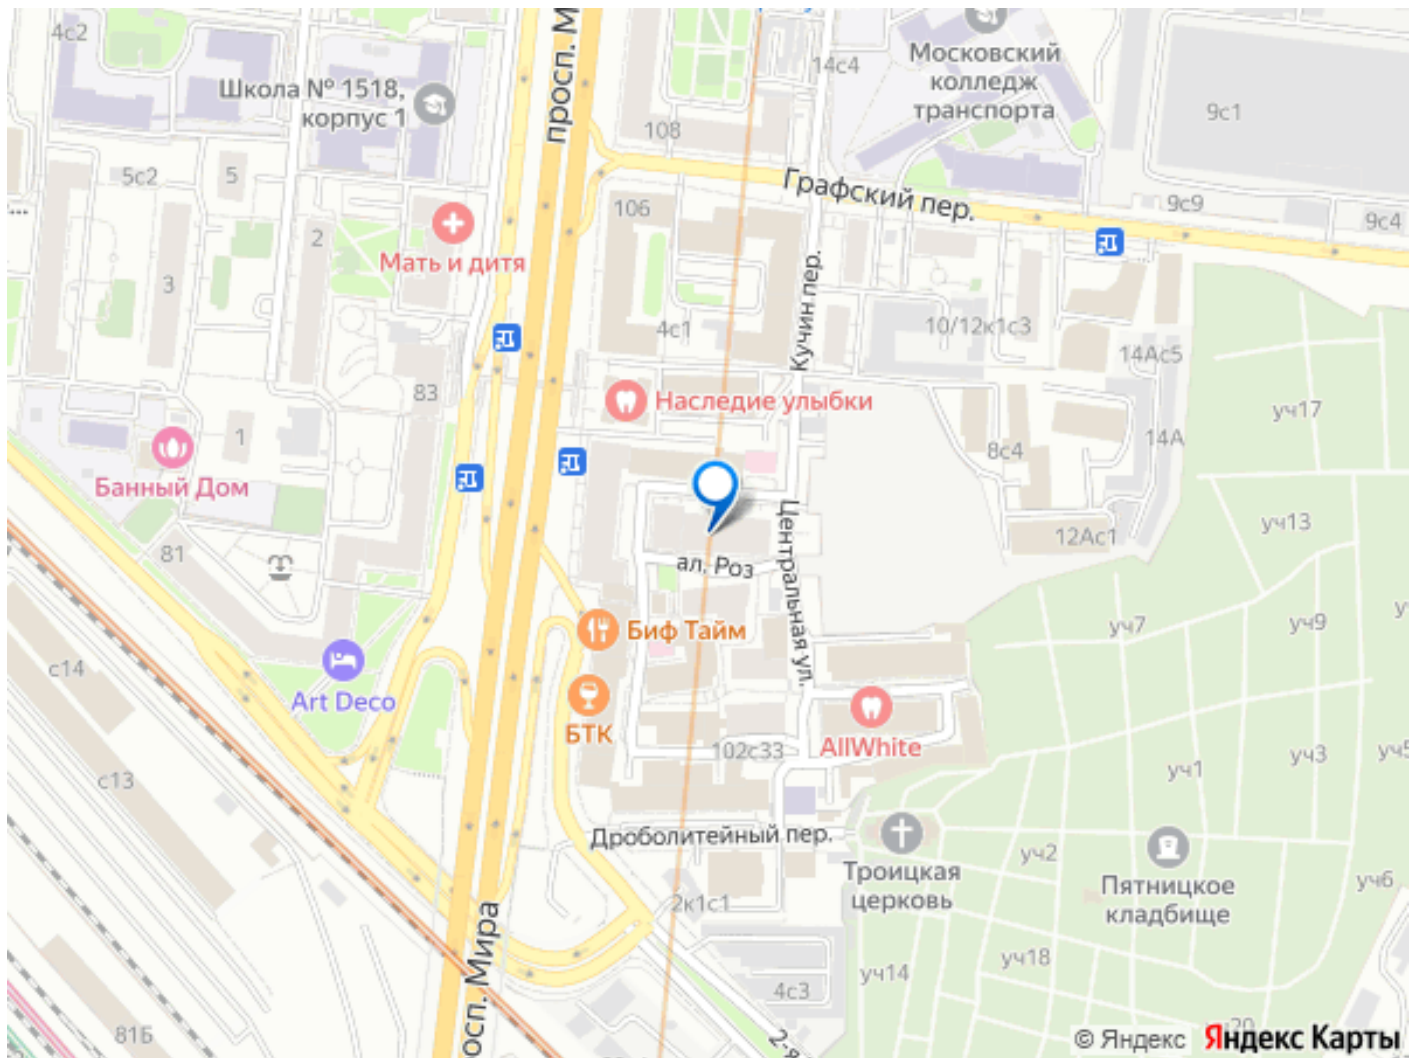 4с2
просп. М
14с4
Московский
колледж
транспорта
Школа № 1518,
корпус 1
9с1
108
5с2
5
Графский пер.
106
9с9
9с4
...
2
Мать и дитя
3
Кучин пер.
4с1
10/12к1с3
14Ас5
83
Наследие улыбки
уч17
1
8с4
14А
Банный Дом
Центральная ул.
уч13
12Ас1
81
ал. Роз
у
Биф Тайм
уч7
уч9
с14
Art Deco
БТК
102с33
AllWhite
уч3
уч5
уч1
с13
Дроболитейный пер.
уч2
Троицкая
церковь
Пятницкое
кладбище
уч6
2к1с1
просп. Мира
уч18
уч14
4с3
81Б
2-я
20
© Яндекс Яндекс Карты